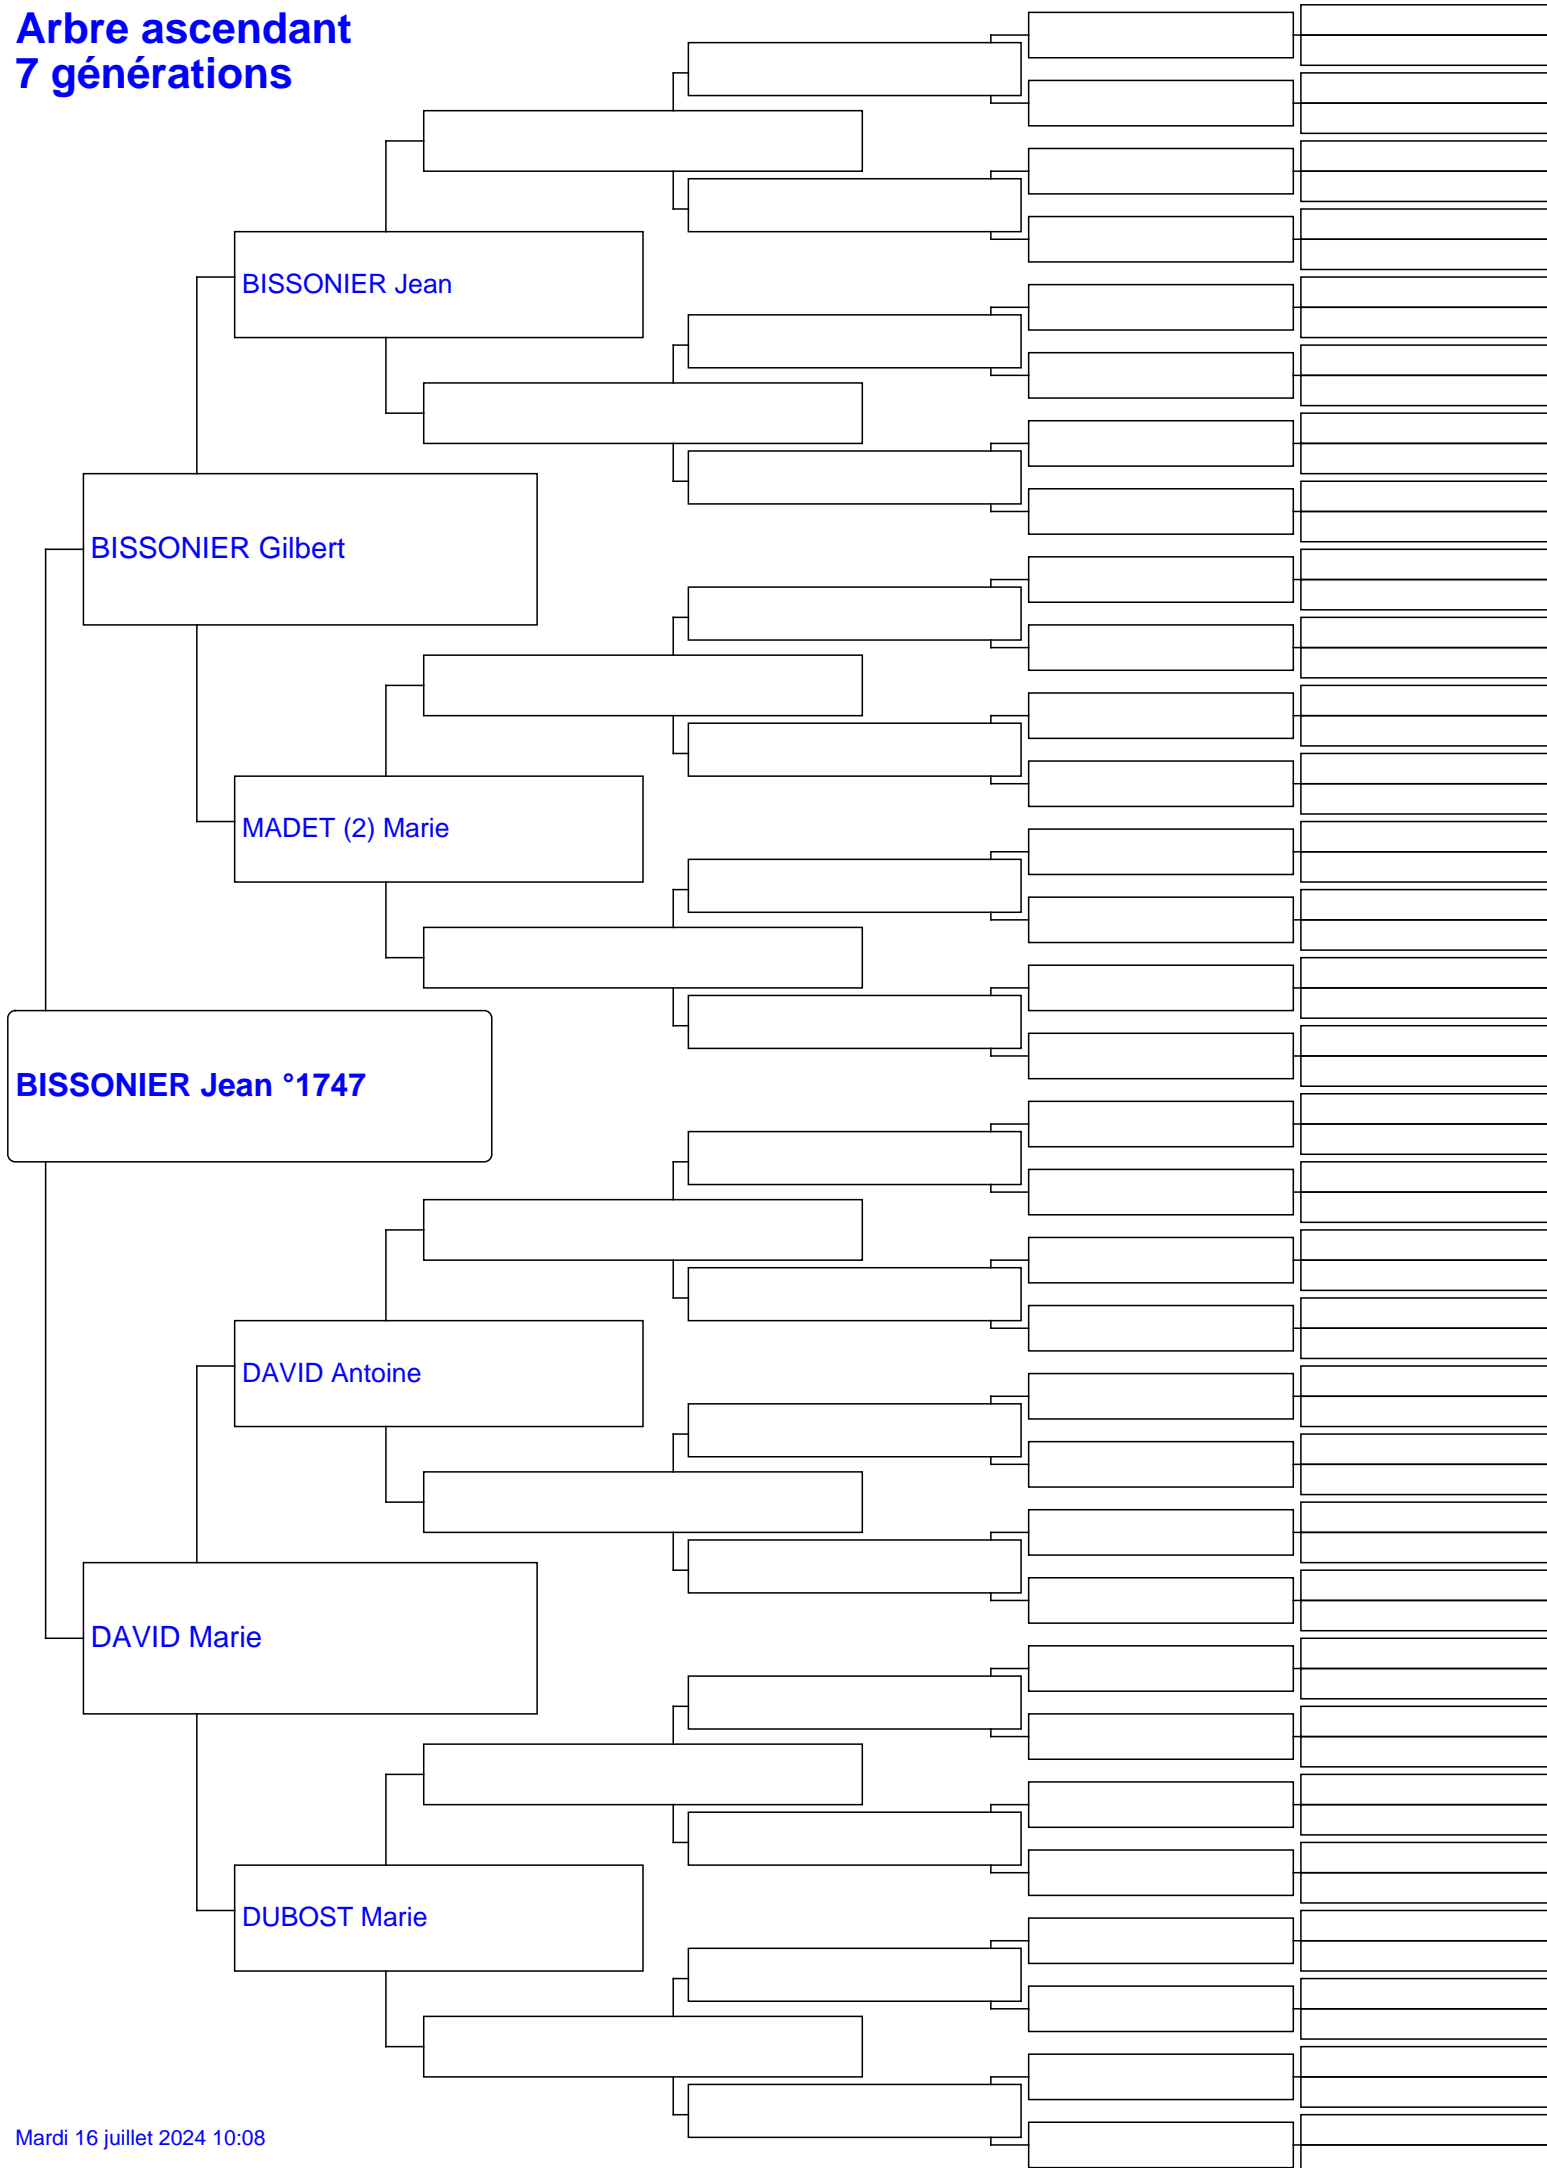 Arbre ascendant
7 générations
BISSONIER Jean
BISSONIER Gilbert
MADET (2) Marie
BISSONIER Jean °1747
DAVID Antoine
DAVID Marie
DUBOST Marie
Mardi 16 juillet 2024 10:08